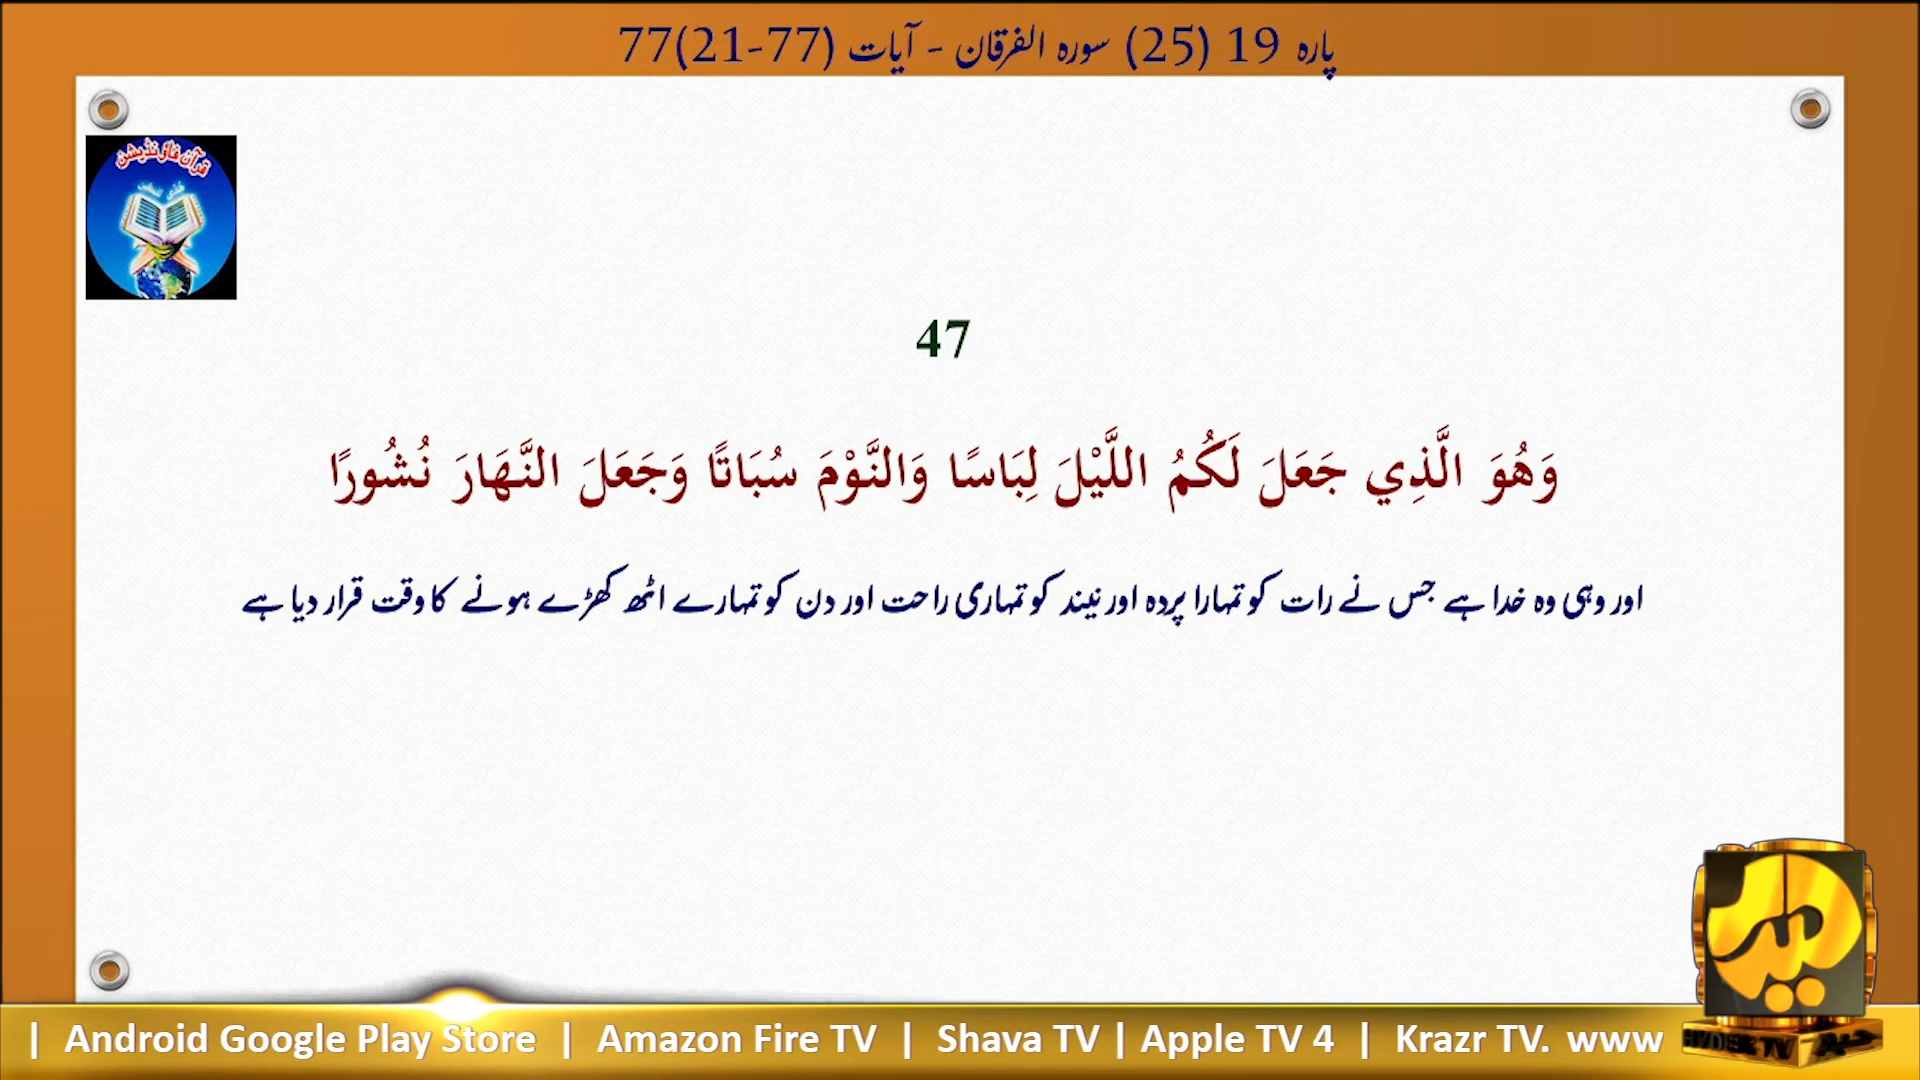 پارہ 19 (25) سورہ الفرقان - آیات (77-21)77
قرآن فاؤنڈیشن
47
وَهُوَ الَّذِي جَعَلَ لَكُمُ اللَّيْلَ لِبَاسًا وَالنَّوْمَ سُبَاتًا وَجَعَلَ النَّهَارَ نُشُورًا
اور وہی وہ خدا ہے جس نے رات کو تمہارا پردہ اور نیند کو تمہاری راحت اور دن کو تمہارے اٹھ کھڑے ہونے کا وقت قرار دیا ہے
| Android Google Play Store | Amazon Fire TV | Shava TV | Apple TV 4 | Krazr TV. www